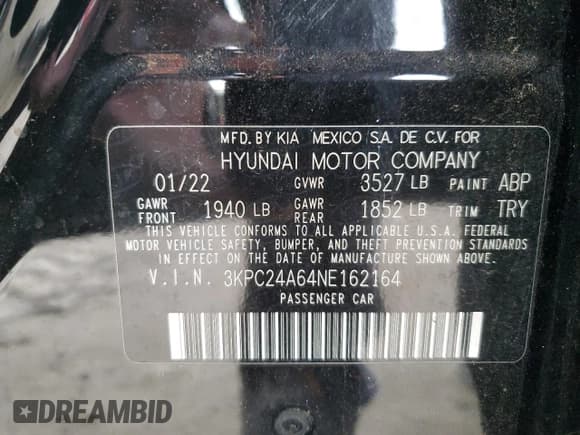 MFD. BY KIA MEXICO S.A. DE C.V. FOR
HYUNDAI MOTOR COMPANY
01/22 GVWR 3527 LB PAINT ABP
GAWR FRONT 1940 LB GAWR REAR 1852 LB TRIM TRY
THIS VEHICLE CONFORMS TO ALL APPLICABLE U.S.A. FEDERAL
MOTOR VEHICLE SAFETY, BUMPER, AND THEFT PREVENTION STANDARDS
IN EFFECT ON THE DATE OF MANUFACTURE SHOWN ABOVE.
V.I.N. 3KPC24A64NE162164
PASSENGER CAR
DREAMBID